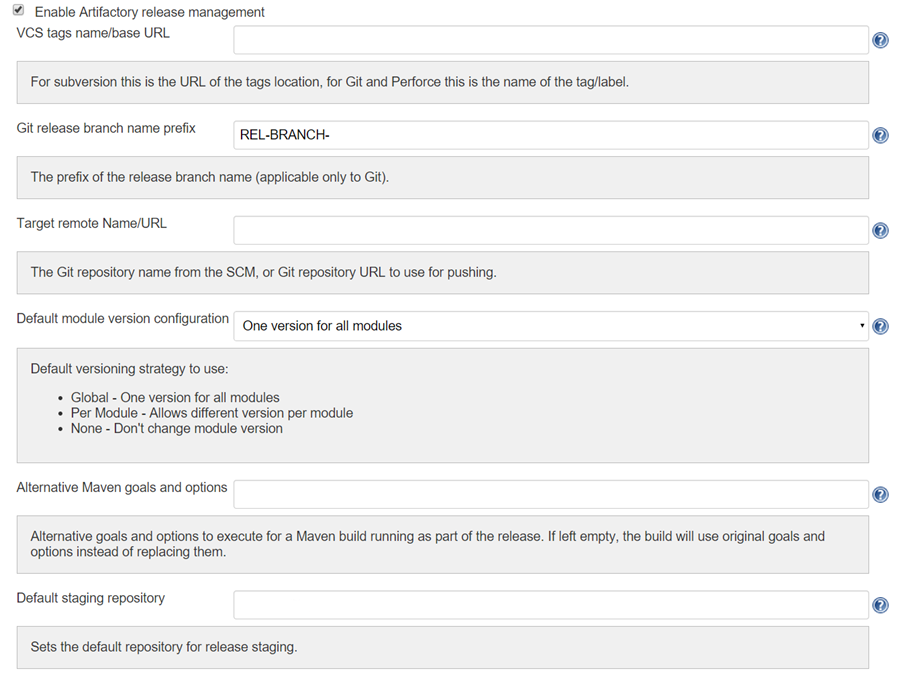 Enable Artifactory release management
VCS tags name/base URL
For subversion this is the URL of the tags location, for Git and Perforce this is the name of the tag/label.
Git release branch name prefix
REL-BRANCH-
The prefix of the release branch name (applicable only to Git).
Target remote Name/URL
The Git repository name from the SCM, or Git repository URL to use for pushing.
Default module version configuration
One version for all modules
Default versioning strategy to use:
• Global - One version for all modules
• Per Module - Allows different version per module
• None - Don't change module version
Alternative Maven goals and options
Alternative goals and options to execute for a Maven build running as part of the release. If left empty, the build will use original goals and
options instead of replacing them.
Default staging repository
Sets the default repository for release staging.